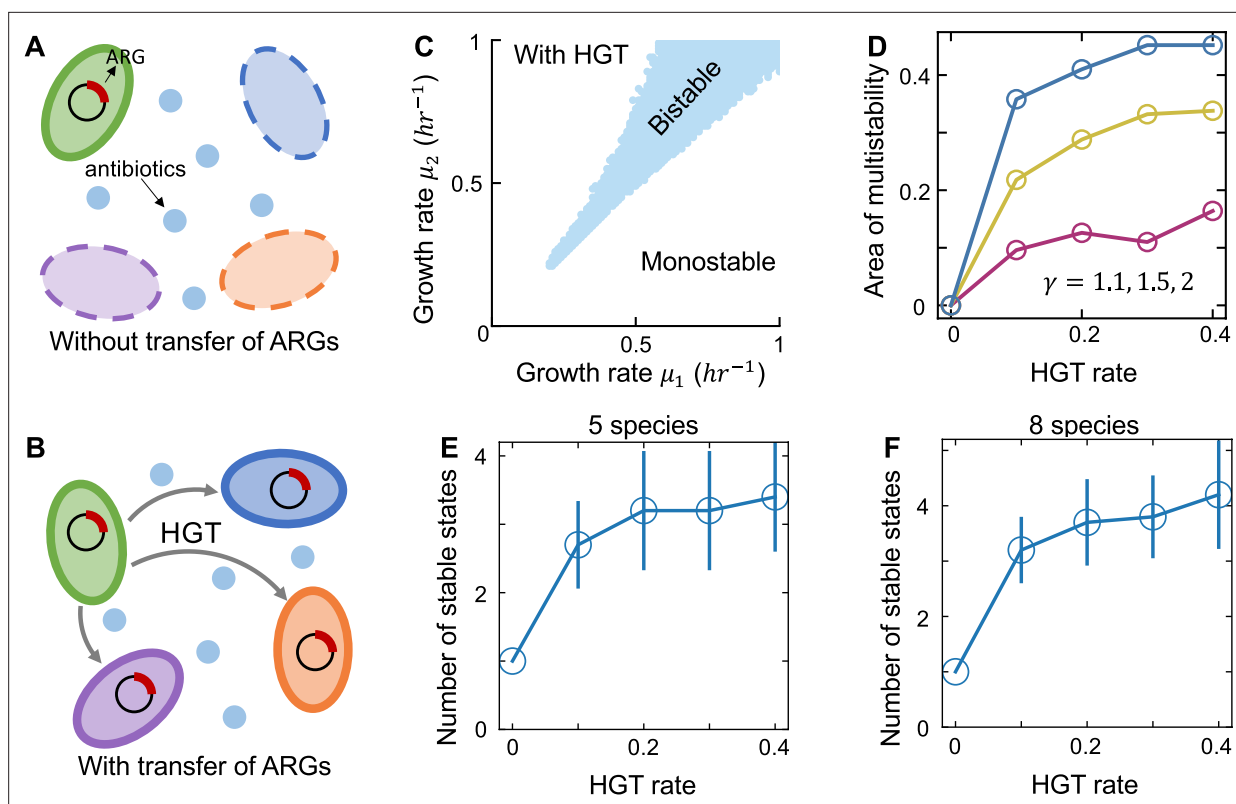 A
ARG
antibiotics
Without transfer of ARGs
B
HGT
With transfer of ARGs
C
With HGT
Bistable
Monostable
Growth rate μ₂ (hr⁻¹)
1
0.5
0
0.5
1
Growth rate μ₁ (hr⁻¹)
D
Area of multistability
0.4
0.2
0
γ = 1.1, 1.5, 2
0
0.2
0.4
HGT rate
E
5 species
Number of stable states
4
2
0
0
0.2
0.4
HGT rate
F
8 species
Number of stable states
4
2
0
0
0.2
0.4
HGT rate